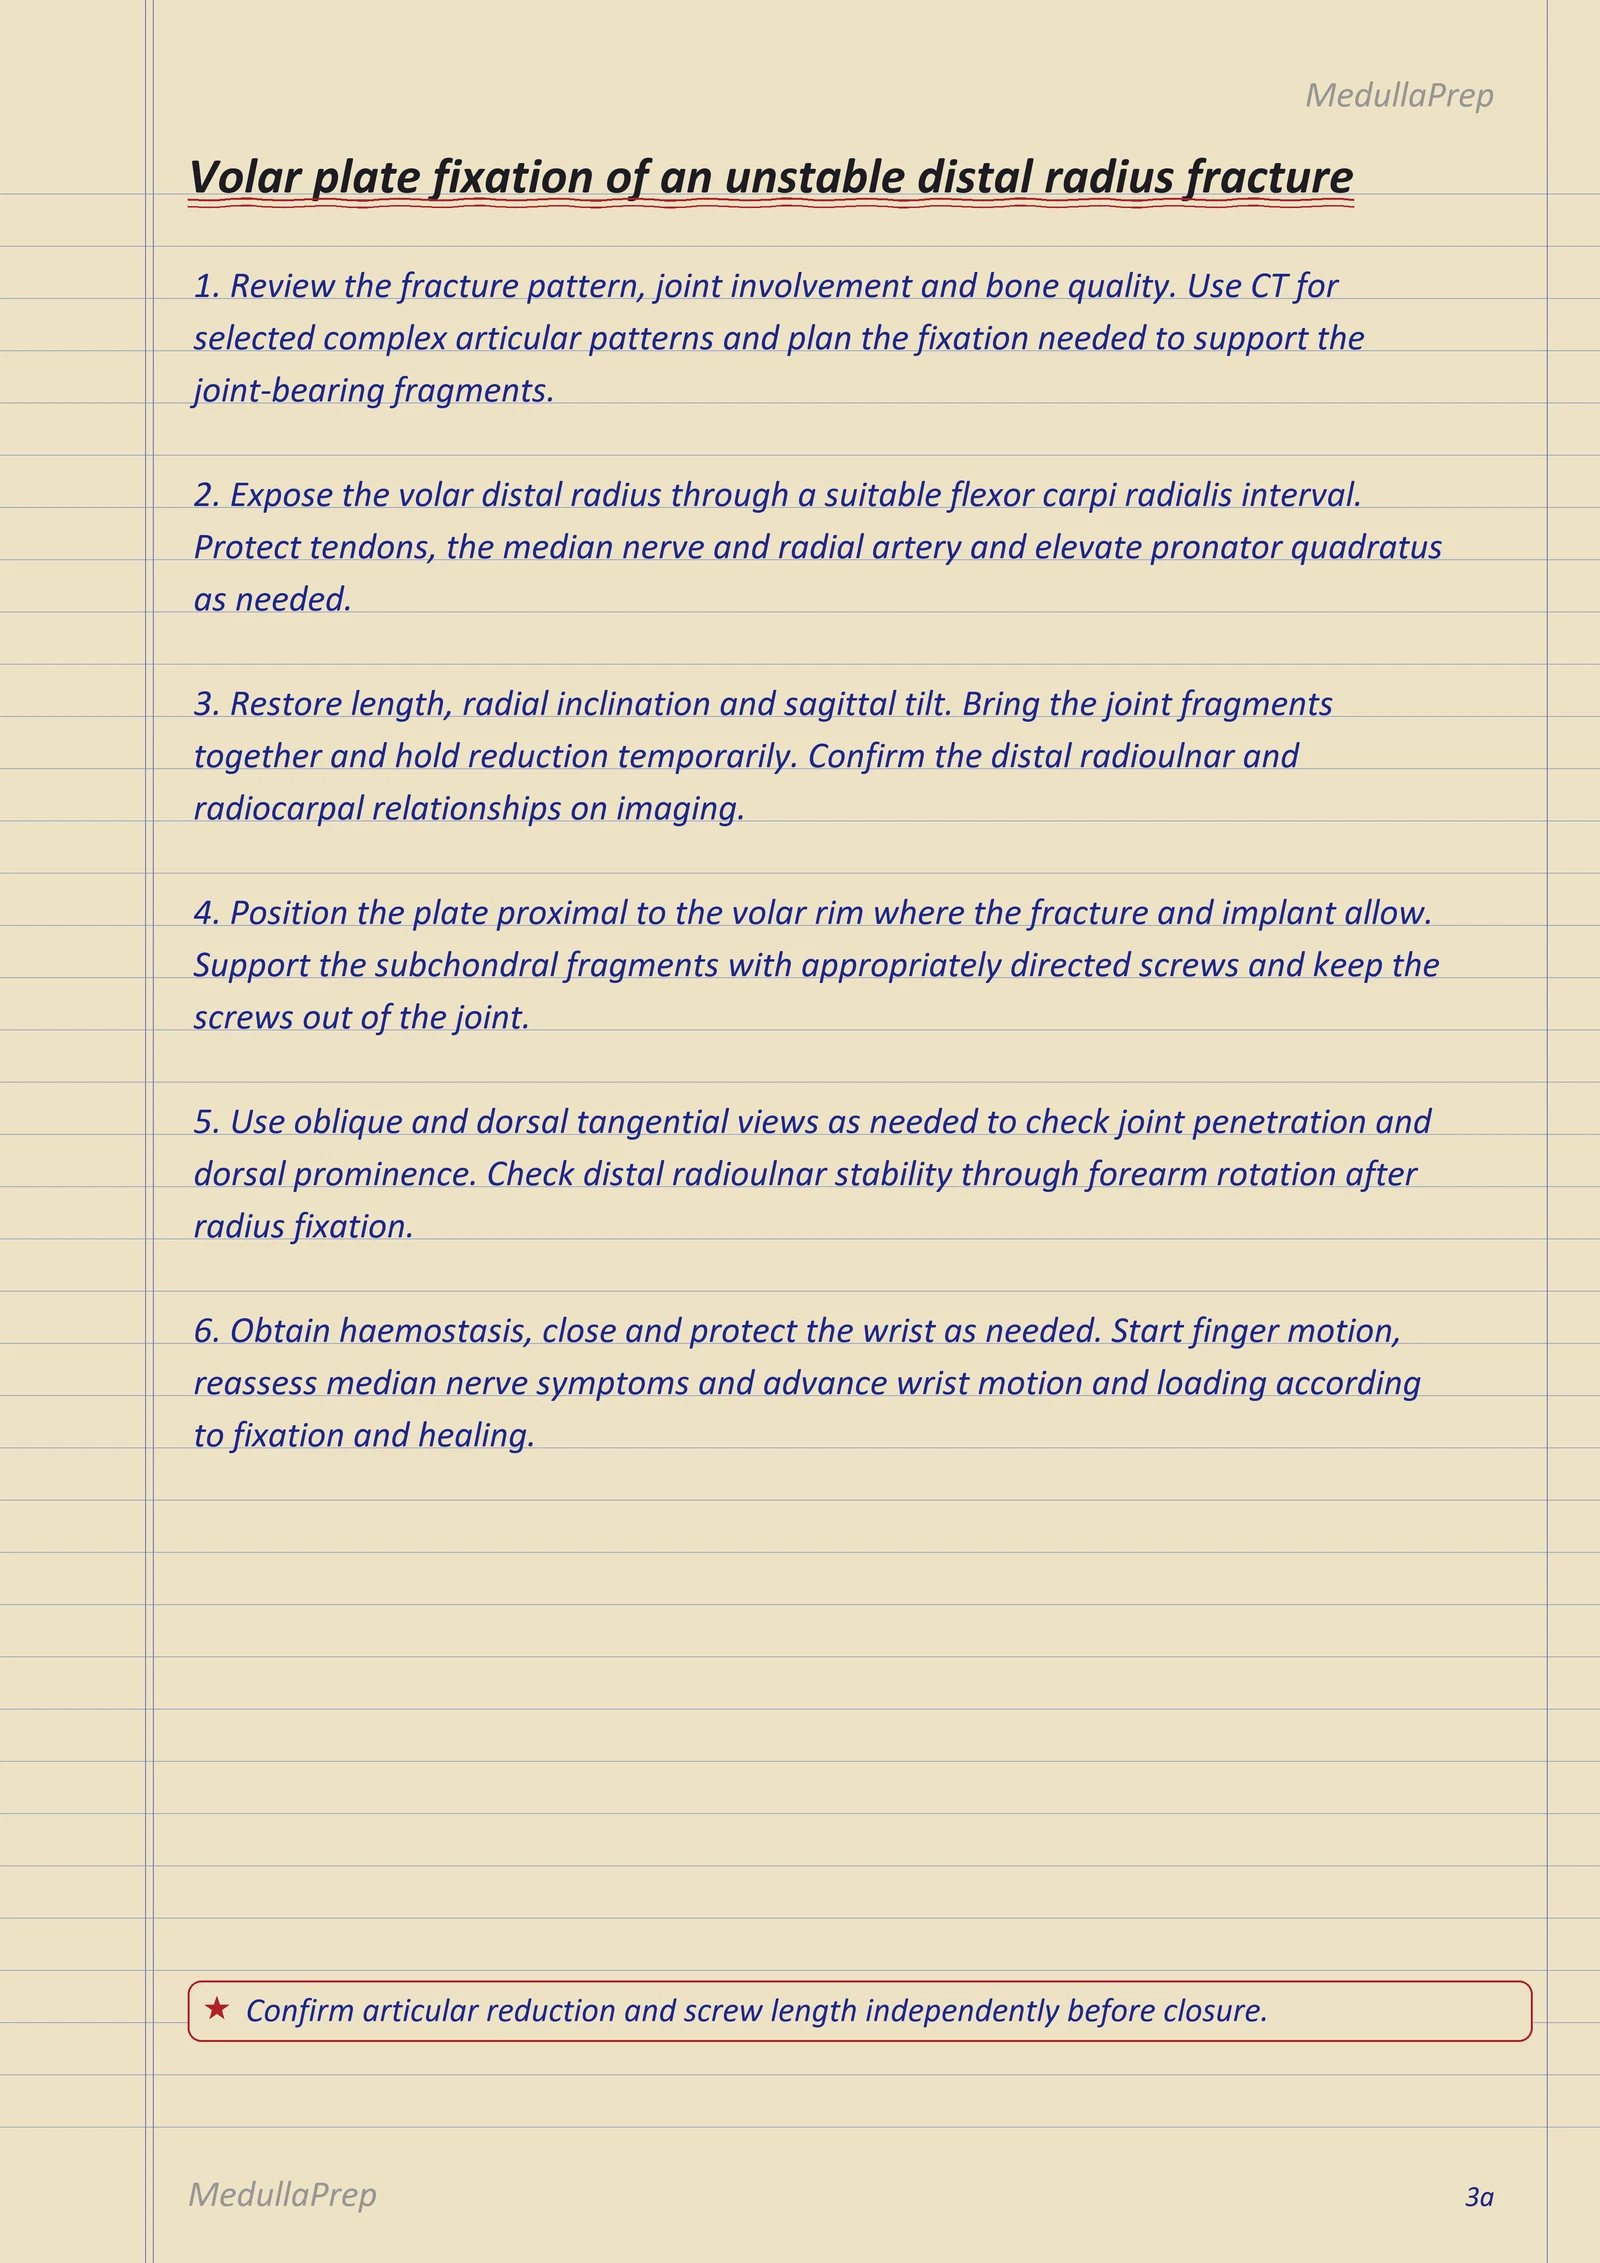 MedullaPrep
Volar plate fixation of an unstable distal radius fracture
1. Review the fracture pattern, joint involvement and bone quality. Use CT for
selected complex articular patterns and plan the fixation needed to support the
joint-bearing fragments.
2. Expose the volar distal radius through a suitable flexor carpi radialis interval.
Protect tendons, the median nerve and radial artery and elevate pronator quadratus
as needed.
3. Restore length, radial inclination and sagittal tilt. Bring the joint fragments
together and hold reduction temporarily. Confirm the distal radioulnar and
radiocarpal relationships on imaging.
4. Position the plate proximal to the volar rim where the fracture and implant allow.
Support the subchondral fragments with appropriately directed screws and keep the
screws out of the joint.
5. Use oblique and dorsal tangential views as needed to check joint penetration and
dorsal prominence. Check distal radioulnar stability through forearm rotation after
radius fixation.
6. Obtain haemostasis, close and protect the wrist as needed. Start finger motion,
reassess median nerve symptoms and advance wrist motion and loading according
to fixation and healing.
★ Confirm articular reduction and screw length independently before closure.
MedullaPrep
3a